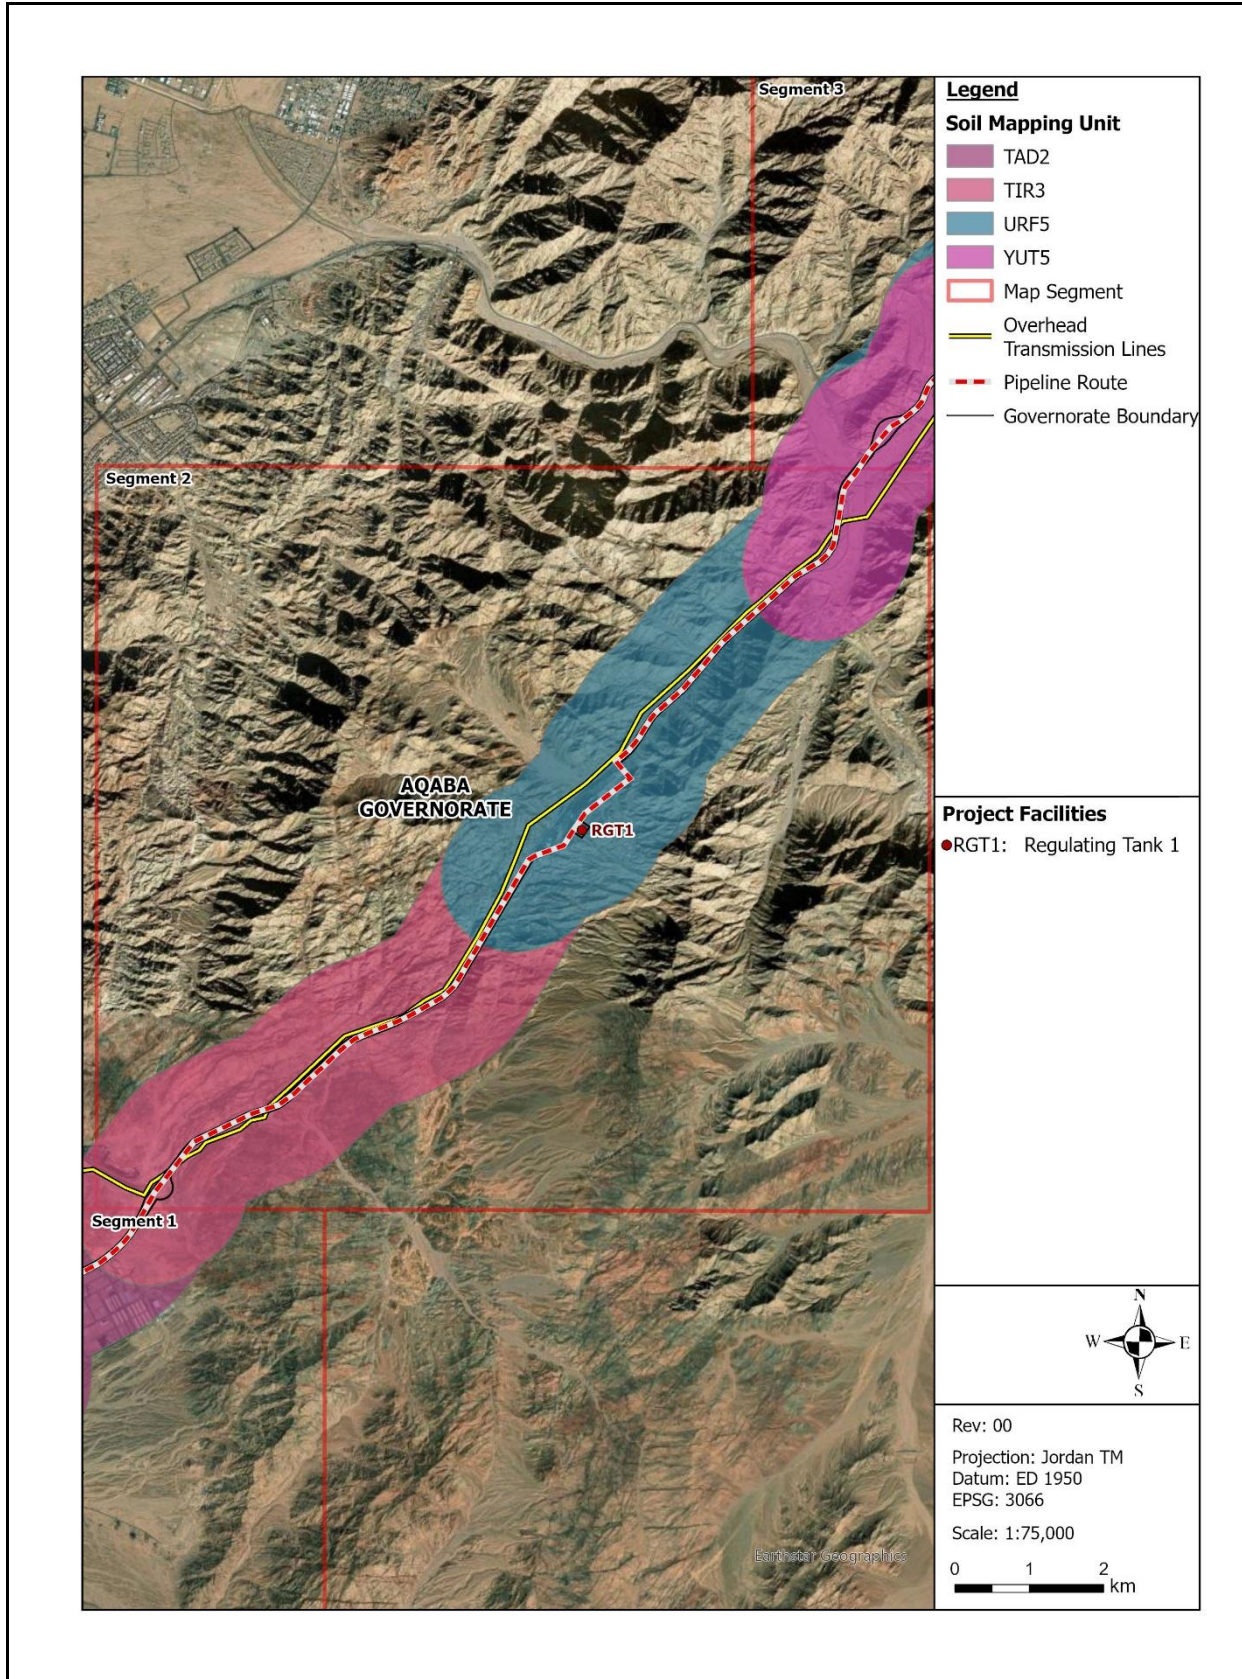 Segment 3
Segment 2
AQABA
GOVERNORATE
RGT1
Segment 1
Earthstar Geographics
Legend
Soil Mapping Unit
TAD2
TIR3
URF5
YUT5
Map Segment
Overhead
Transmission Lines
Pipeline Route
Governorate Boundary
Project Facilities
RGT1: Regulating Tank 1
N
W
E
S
Rev: 00
Projection: Jordan TM
Datum: ED 1950
EPSG: 3066
Scale: 1:75,000
0 1 2
km